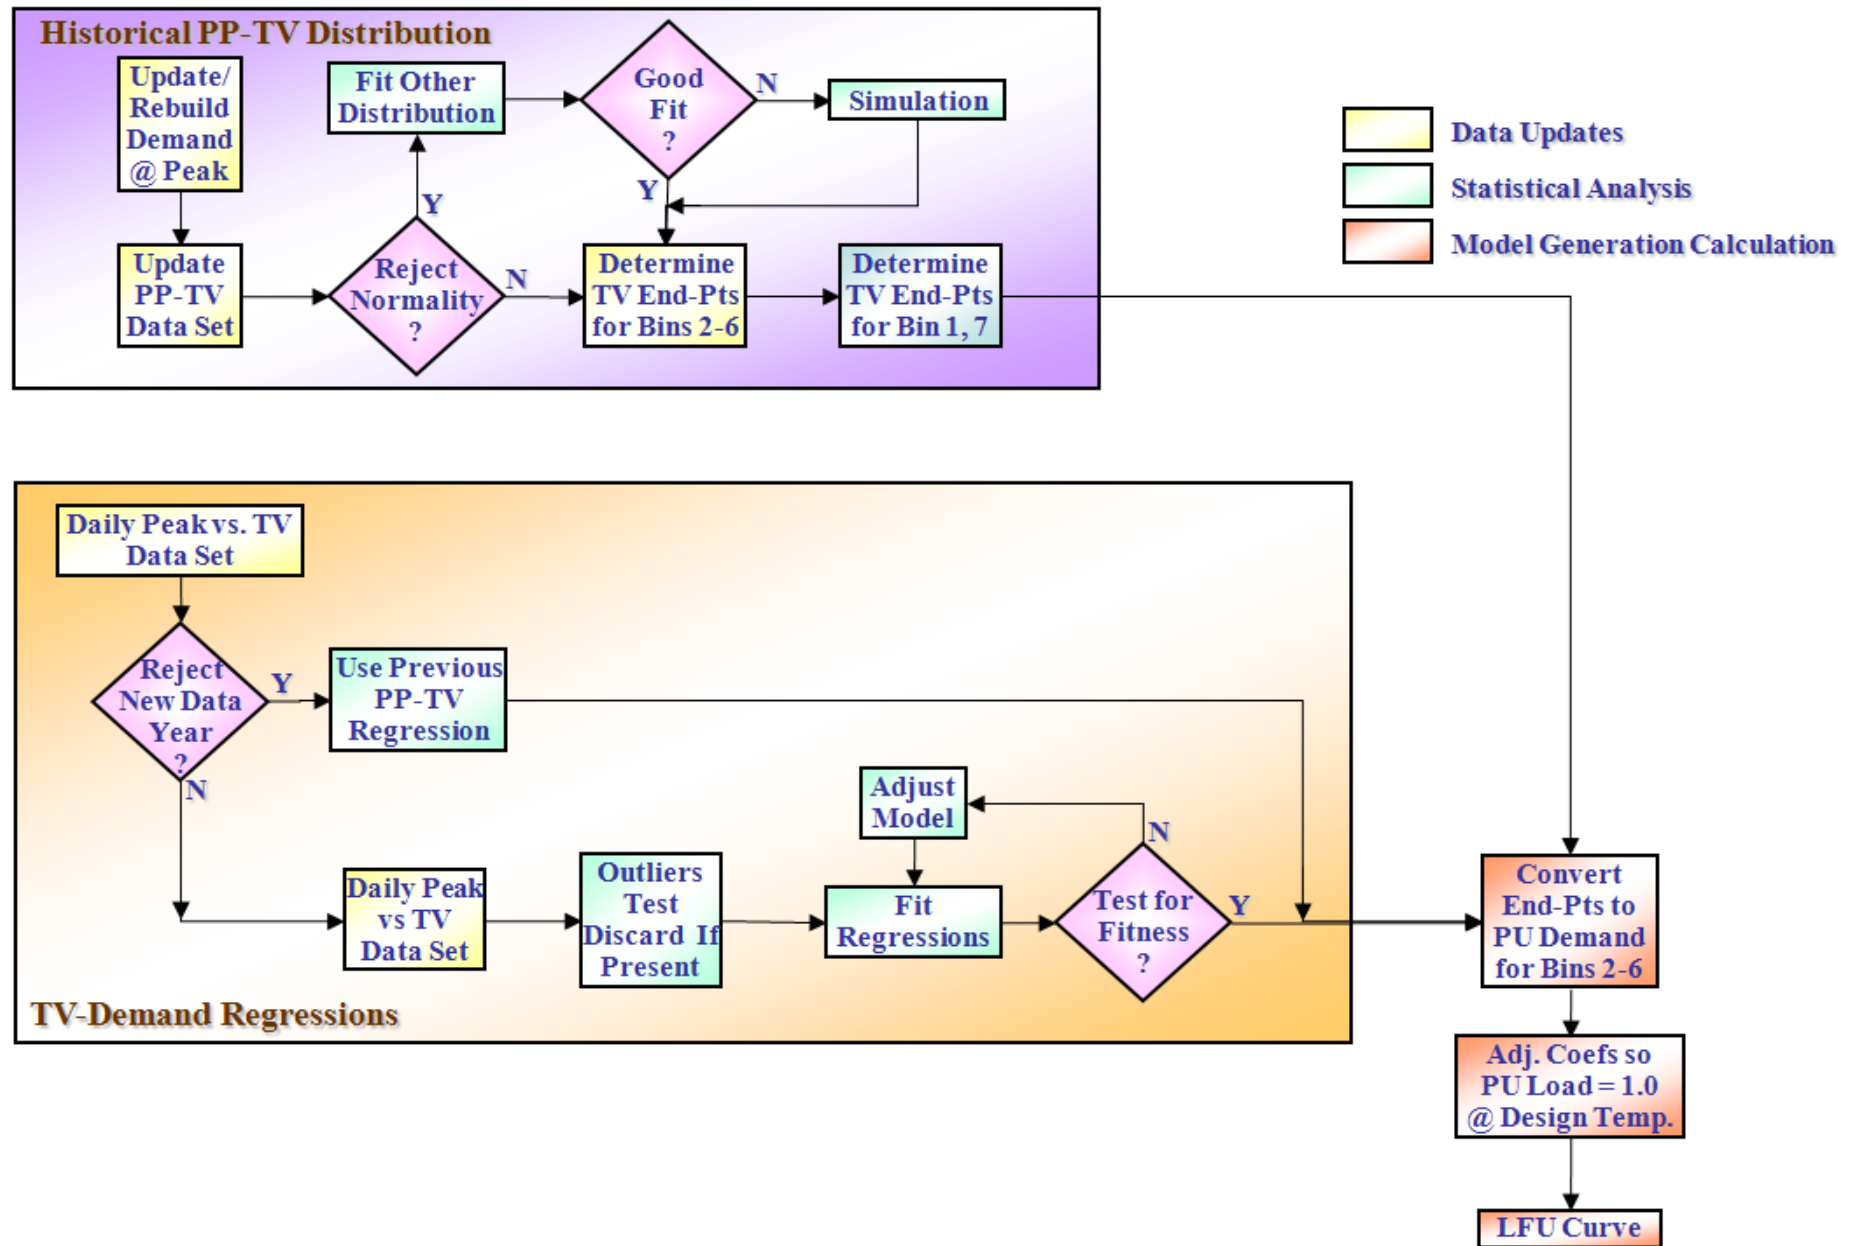 Historical PP-TV Distribution
Update/
Rebuild
Demand
@ Peak
Fit Other
Distribution
Good
Fit
?
N
Simulation
Y
Y
Update
PP-TV
Data Set
Reject
Normality
?
N
Determine
TV End-Pts
for Bins 2-6
Determine
TV End-Pts
for Bin 1, 7
Data Updates
Statistical Analysis
Model Generation Calculation
Daily Peak vs. TV
Data Set
Reject
New Data
Year
?
Y
N
Use Previous
PP-TV
Regression
Daily Peak
vs TV
Data Set
Outliers
Test
Discard If
Present
Adjust
Model
Fit
Regressions
N
Test for
Fitness
?
Y
TV-Demand Regressions
Convert
End-Pts to
PU Demand
for Bins 2-6
Adj. Coefs so
PU Load = 1.0
@ Design Temp.
LFU Curve